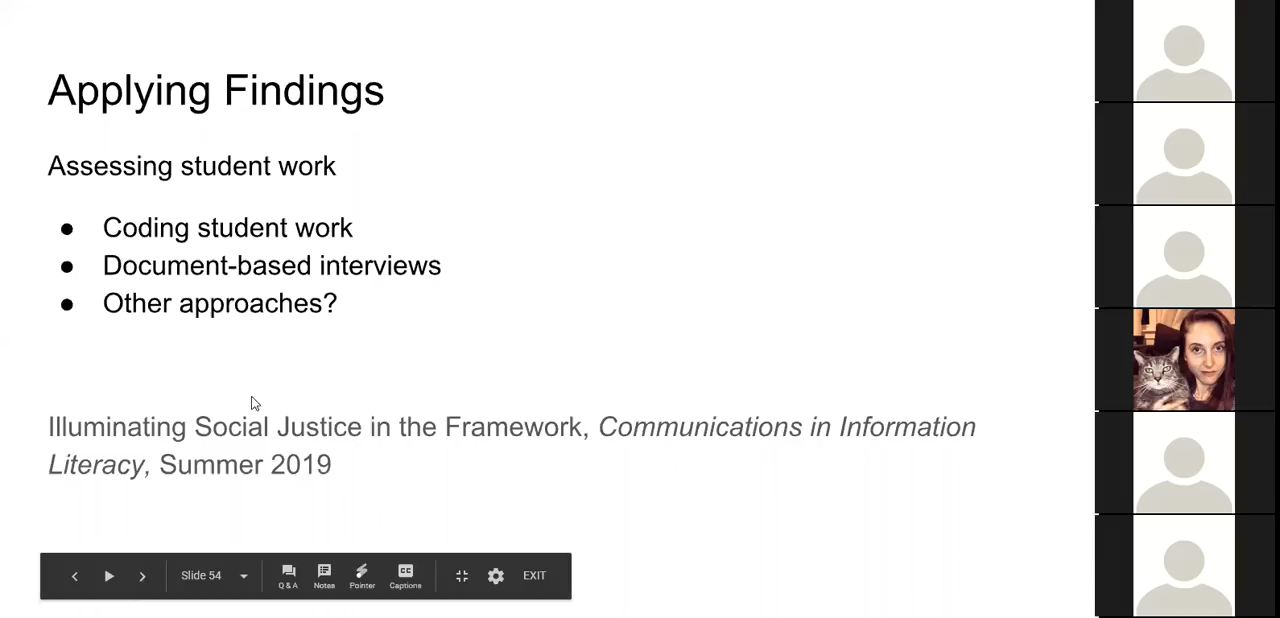 Applying Findings
Assessing student work
● Coding student work
● Document-based interviews
● Other approaches?
Illuminating Social Justice in the Framework, Communications in Information
Literacy, Summer 2019
Slide 54
Q & A
Notes
Pointer
CC
Captions
EXIT